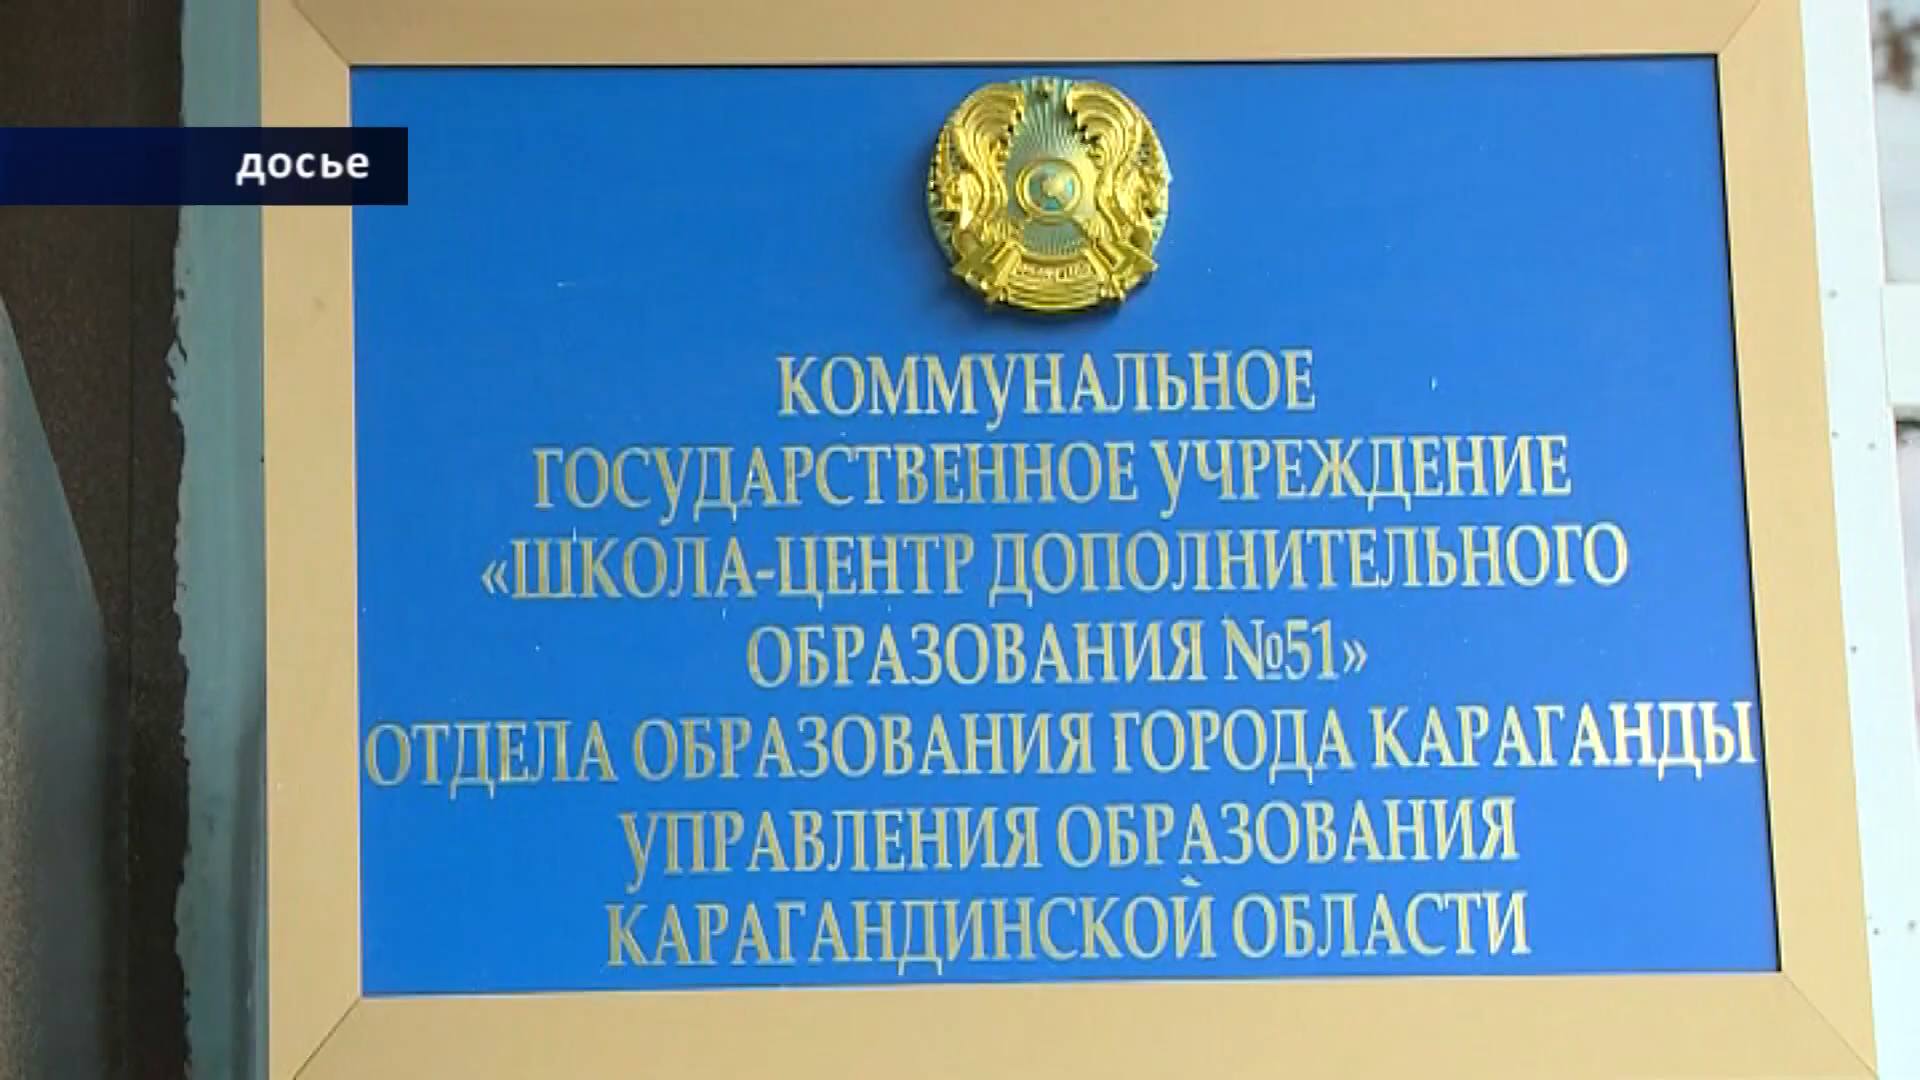 досье
КОММУНАЛЬНОЕ
ГОСУДАРСТВЕННОЕ УЧРЕЖДЕНИЕ
«ШКОЛА-ЦЕНТР ДОПОЛНИТЕЛЬНОГО
ОБРАЗОВАНИЯ №51»
ОТДЕЛА ОБРАЗОВАНИЯ ГОРОДА КАРАГАНДЫ
УПРАВЛЕНИЯ ОБРАЗОВАНИЯ
КАРАГАНДИНСКОЙ ОБЛАСТИ